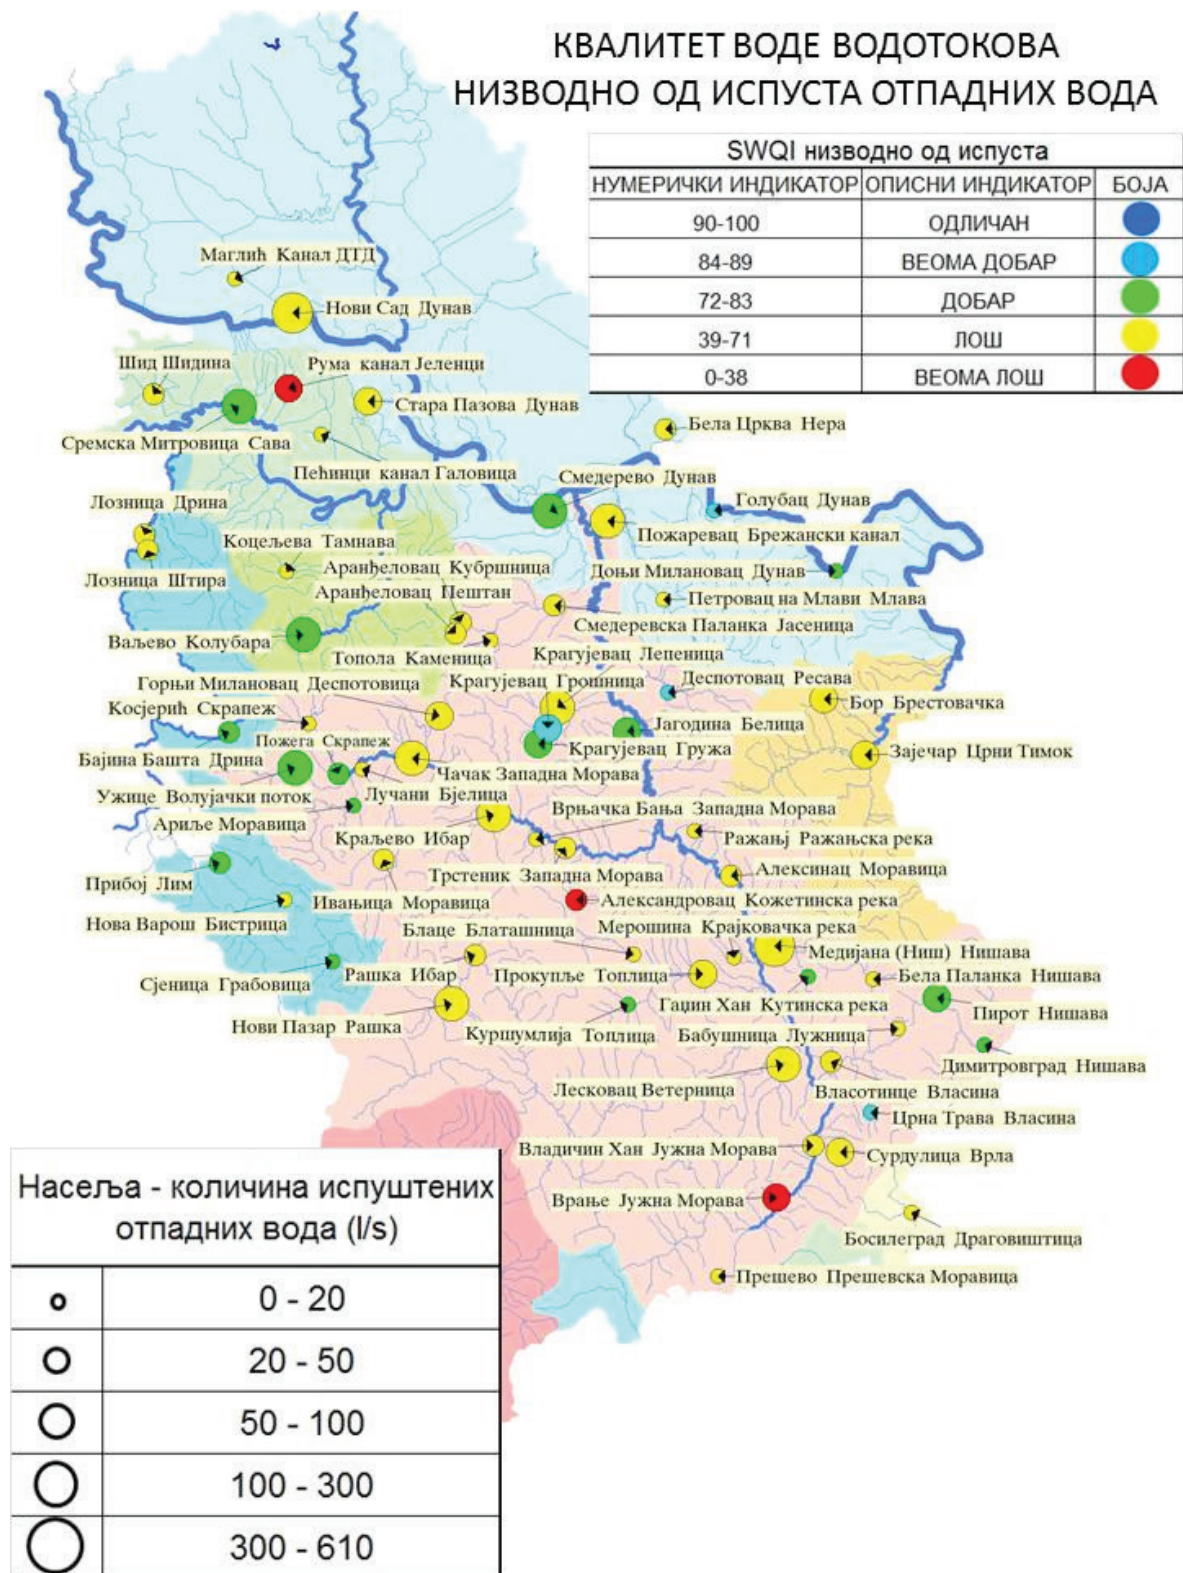 КВАЛИТЕТ ВОДЕ ВОДОТОКОВА
НИЗВОДНО ОД ИСПУСТА ОТПАДНИХ ВОДА
SWQI низводно од испуста
НУМЕРИЧКИ ИНДИКАТОР ОПИСНИ ИНДИКАТОР БОЈА
90-100 ОДЛИЧАН
84-89 ВЕОМА ДОБАР
72-83 ДОБАР
39-71 ЛОШ
0-38 ВЕОМА ЛОШ
Маглић Канал ДТД
Нови Сад Дунав
Шид Шидина
Рума канал Јеленци
Стара Пазова Дунав
Сремска Митровица Сава
Бела Црква Нера
Пећинци канал Галовица
Смедерево Дунав
Лозница Дрина
Голубац Дунав
Пожаревац Брежански канал
Коцељева Тамнава
Лозница Штира
Аранђеловац Кубршница
Доњи Милановац Дунав
Аранђеловац Пештан
Петровац на Млави Млава
Смедеревска Паланка Јасеница
Ваљево Колубара
Топола Каменица
Крагујевац Лепеница
Горњи Милановац Деспотовица
Крагујевац Грошница
Деспотовац Ресава
Косјерић Скрапеж
Бор Брестовачка
Јагодина Белица
Пожега Скрапеж
Крагујевац Гружа
Зајечар Црни Тимок
Бајина Башта Дрина
Чачак Западна Морава
Ужице Волујачки поток
Лучани Бјелица
Врњачка Бања Западна Морава
Ариље Моравица
Краљево Ибар
Ражањ Ражањска река
Прибој Лим
Трстеник Западна Морава
Алексинац Моравица
Ивањица Моравица
Александровац Кожетинска река
Нова Варош Бистрица
Блаце Блаташница
Мерошина Крајковачка река
Медијана (Ниш) Нишава
Рашка Ибар
Прокупље Топлица
Бела Паланка Нишава
Сјеница Грабовица
Гаџин Хан Кутинска река
Пирот Нишава
Нови Пазар Рашка
Куршумлија Топлица
Бабушница Лужница
Димитровград Нишава
Лесковац Ветерница
Власотинце Власина
Црна Трава Власина
Владичин Хан Јужна Морава
Сурдулица Врла
Врање Јужна Морава
Босилеград Драговиштица
Прешево Прешевска Моравица
Насеља - количина испуштених
отпадних вода (l/s)
0 - 20
20 - 50
50 - 100
100 - 300
300 - 610